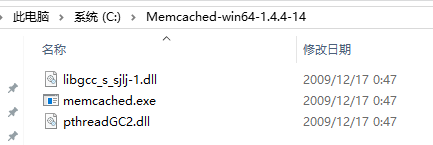 此电脑 > 系统 (C:) > Memcached-win64-1.4.4-14
名称 修改日期
libgcc_s_sjlj-1.dll 2009/12/17 0:47
memcached.exe 2009/12/17 0:47
pthreadGC2.dll 2009/12/17 0:47